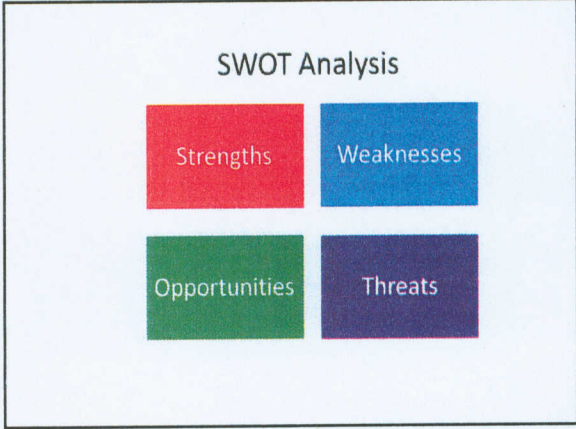 SWOT Analysis
Strengths
Weaknesses
Opportunities
Threats